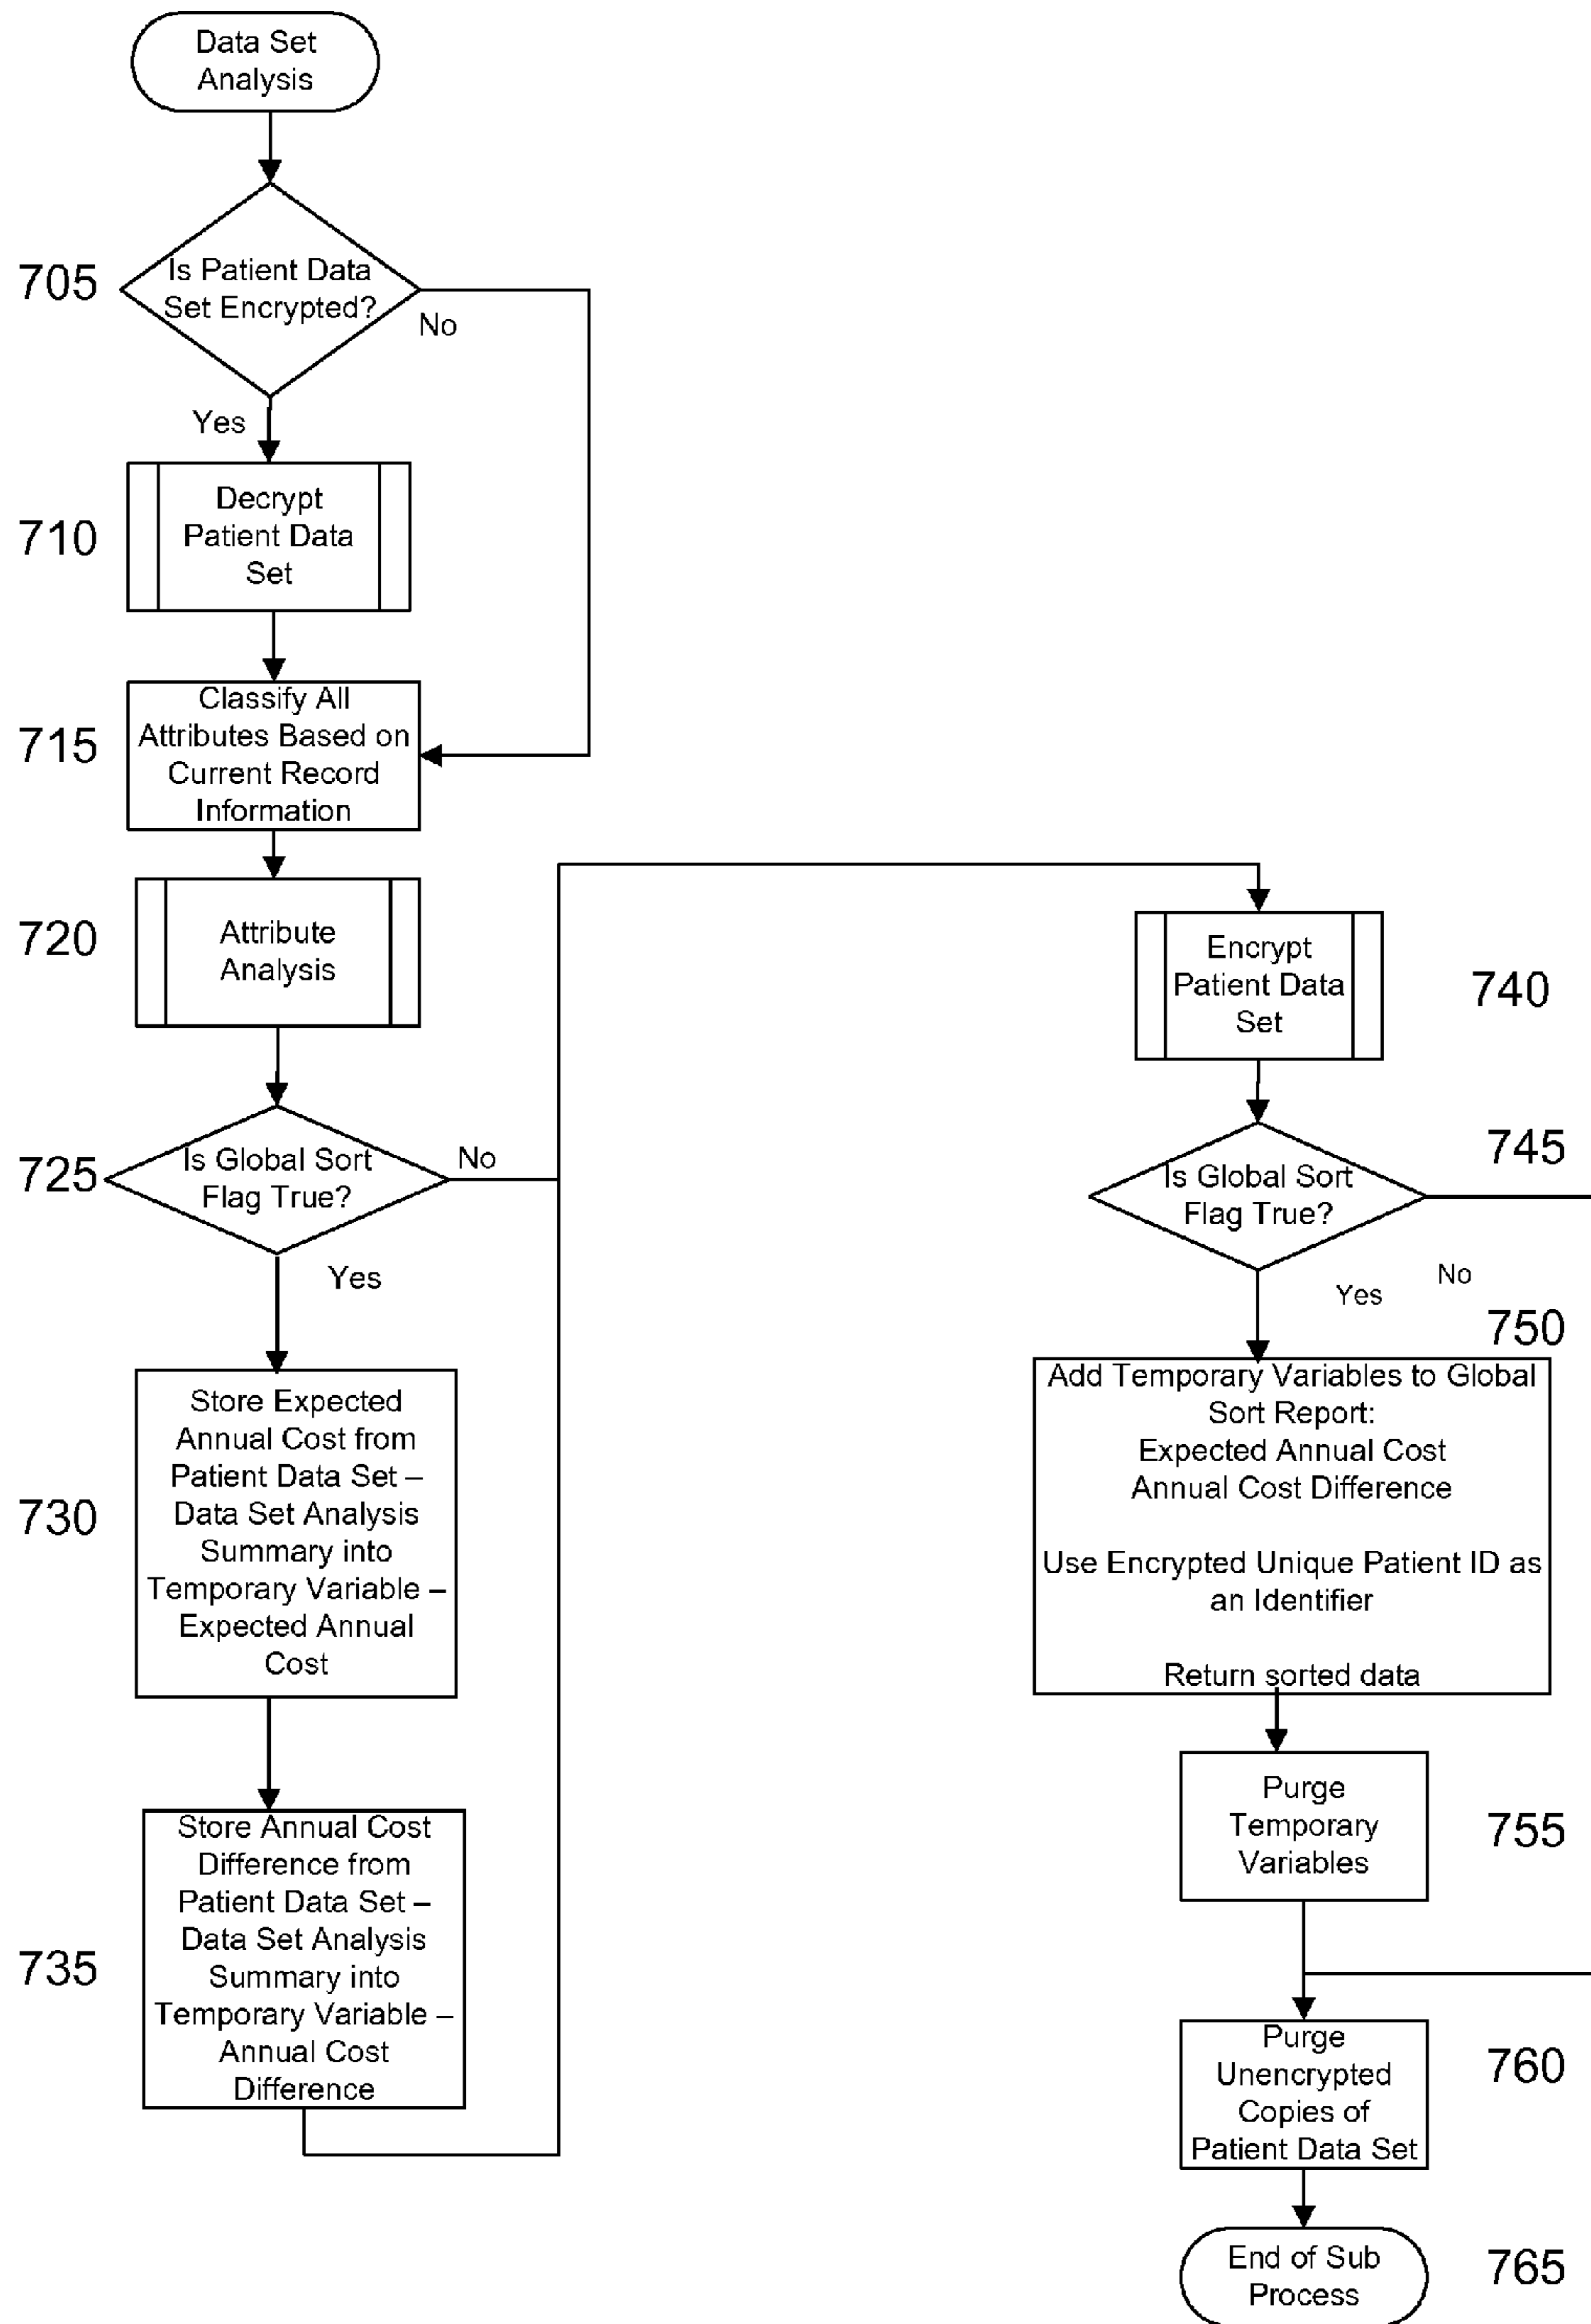 Data Set
Analysis
705
Is Patient Data
Set Encrypted?
No
Yes
710
Decrypt
Patient Data
Set
715
Classify All
Attributes Based on
Current Record
Information
720
Attribute
Analysis
725
Is Global Sort
Flag True?
No
Yes
730
Store Expected
Annual Cost from
Patient Data Set –
Data Set Analysis
Summary into
Temporary Variable –
Expected Annual
Cost
735
Store Annual Cost
Difference from
Patient Data Set –
Data Set Analysis
Summary into
Temporary Variable –
Annual Cost
Difference
Encrypt
Patient Data
Set
740
745
Is Global Sort
Flag True?
No
Yes
750
Add Temporary Variables to Global
Sort Report:
Expected Annual Cost
Annual Cost Difference
Use Encrypted Unique Patient ID as
an Identifier
Return sorted data
Purge
Temporary
Variables
755
Purge
Unencrypted
Copies of
Patient Data Set
760
End of Sub
Process
765